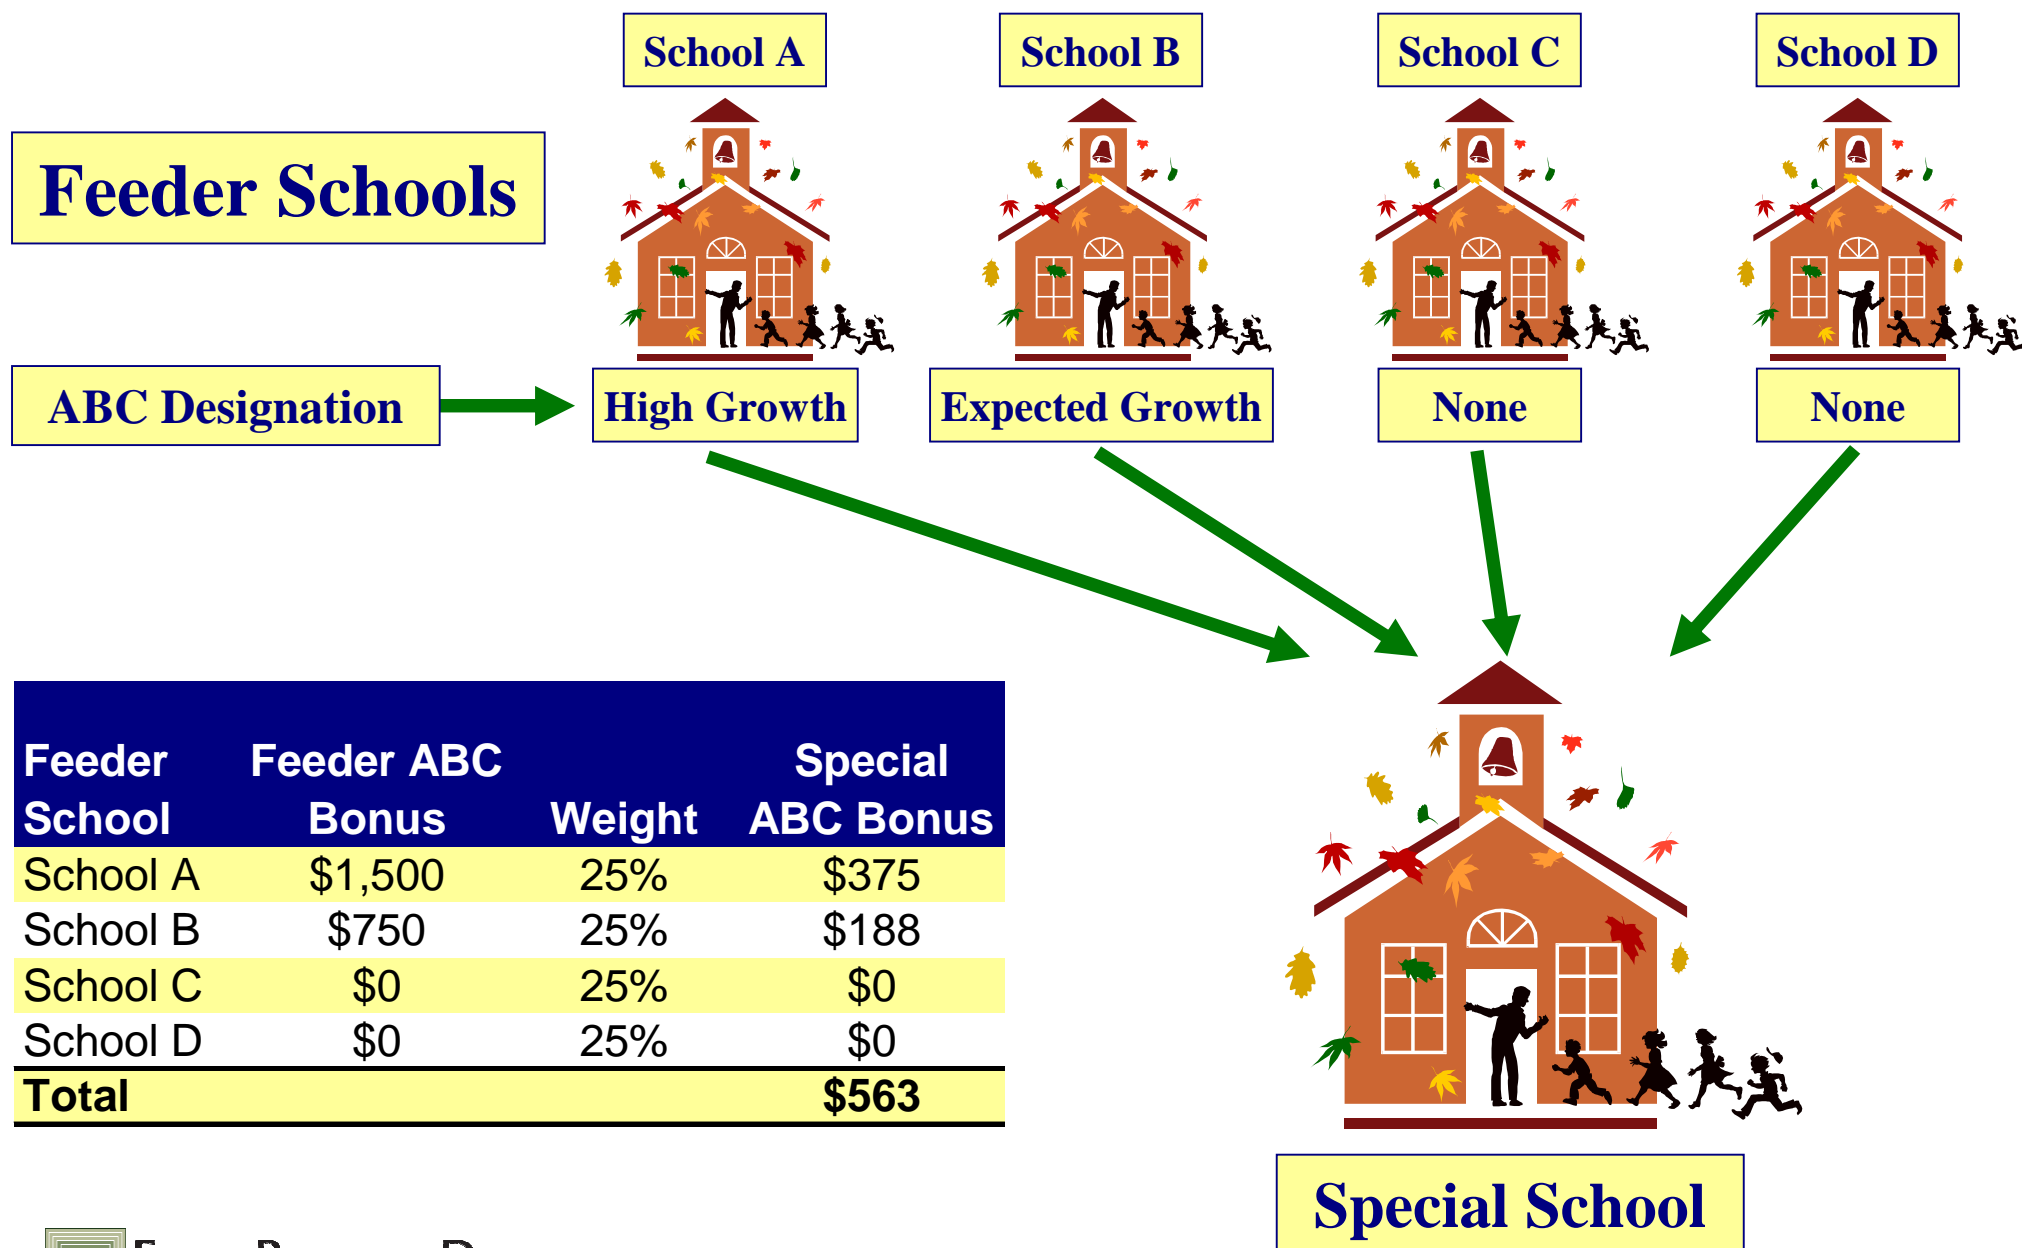 School A School B School C School D
Feeder Schools
ABC Designation High Growth Expected Growth None None
Feeder Feeder ABC Special
School Bonus Weight ABC Bonus
School A $1,500 25% $375
School B $750 25% $188
School C $0 25% $0
School D $0 25% $0
Total $563
Special School